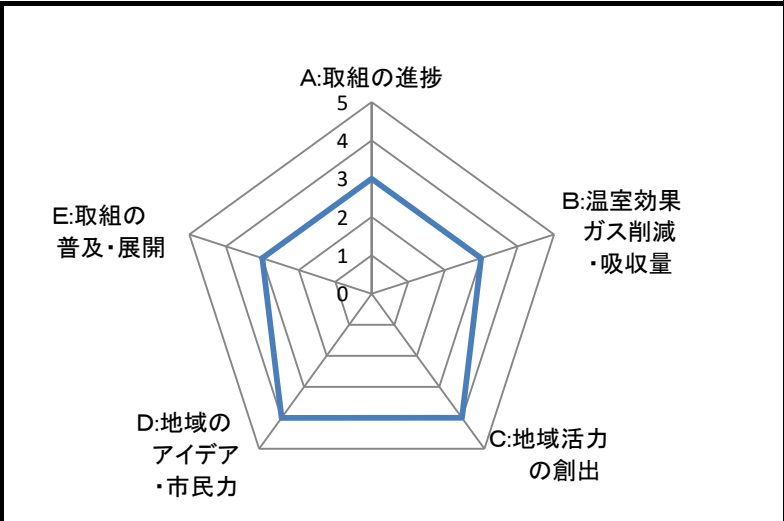 A:取組の進捗
5
4
3
2
1
0
B:温室効果
ガス削減
・吸収量
C:地域活力
の創出
D:地域の
アイデア
・市民力
E:取組の
普及・展開